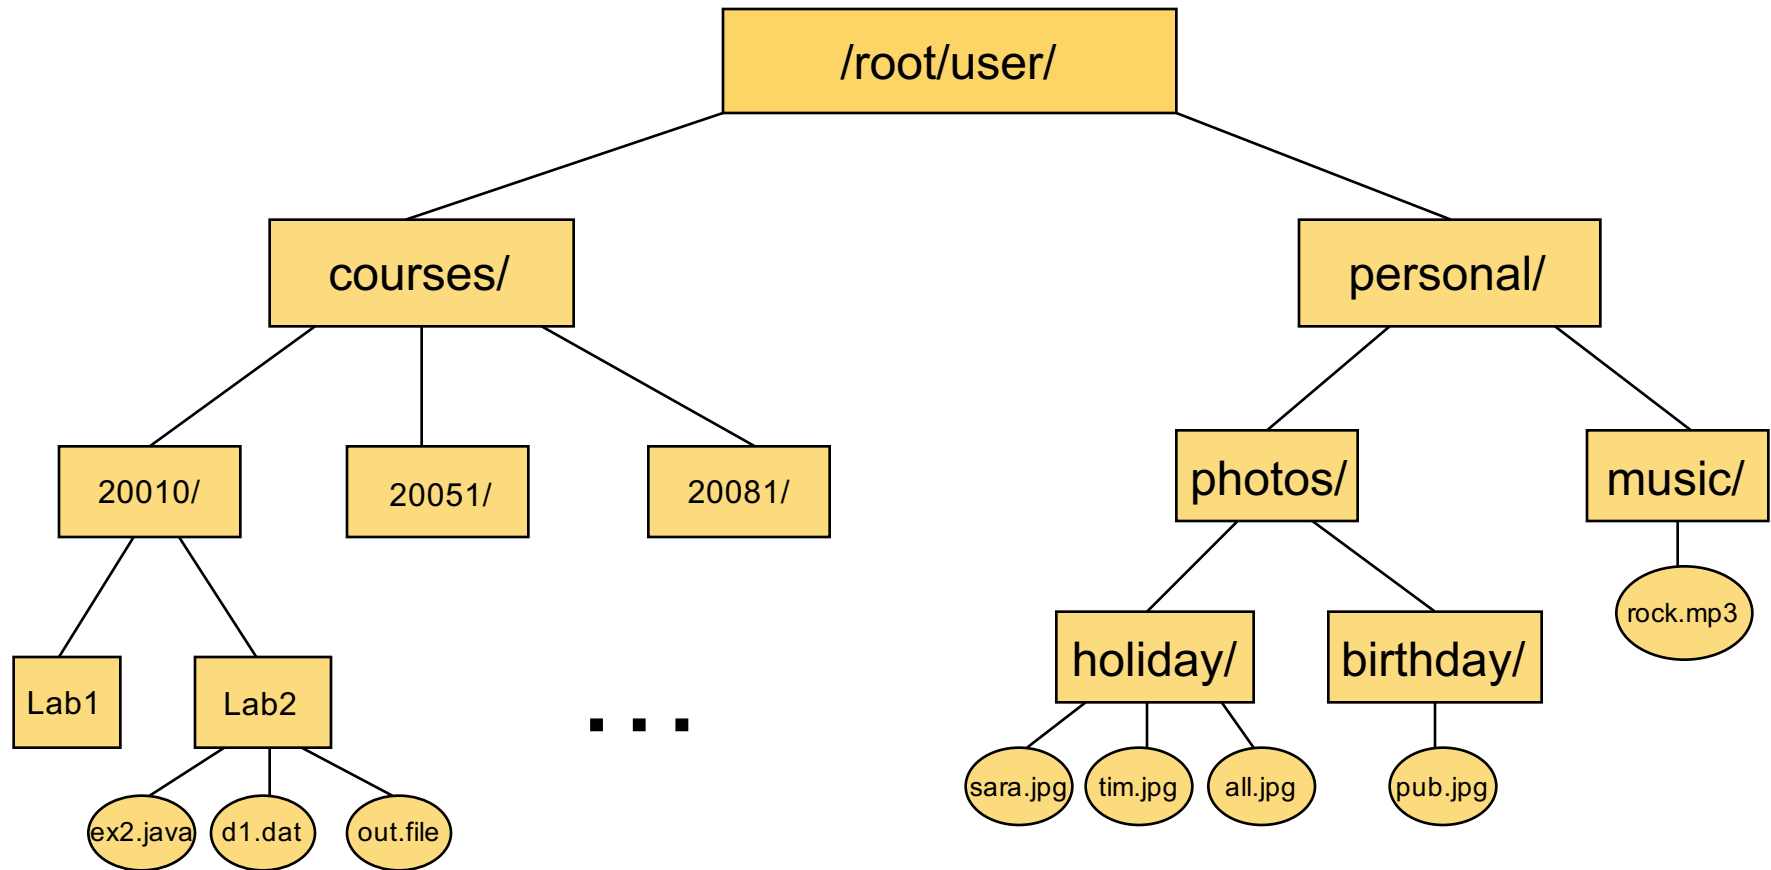 /root/user/
courses/
personal/
20010/
20051/
20081/
photos/
music/
Lab1
Lab2
. . .
holiday/
birthday/
rock.mp3
ex2.java
d1.dat
out.file
sara.jpg
tim.jpg
all.jpg
pub.jpg